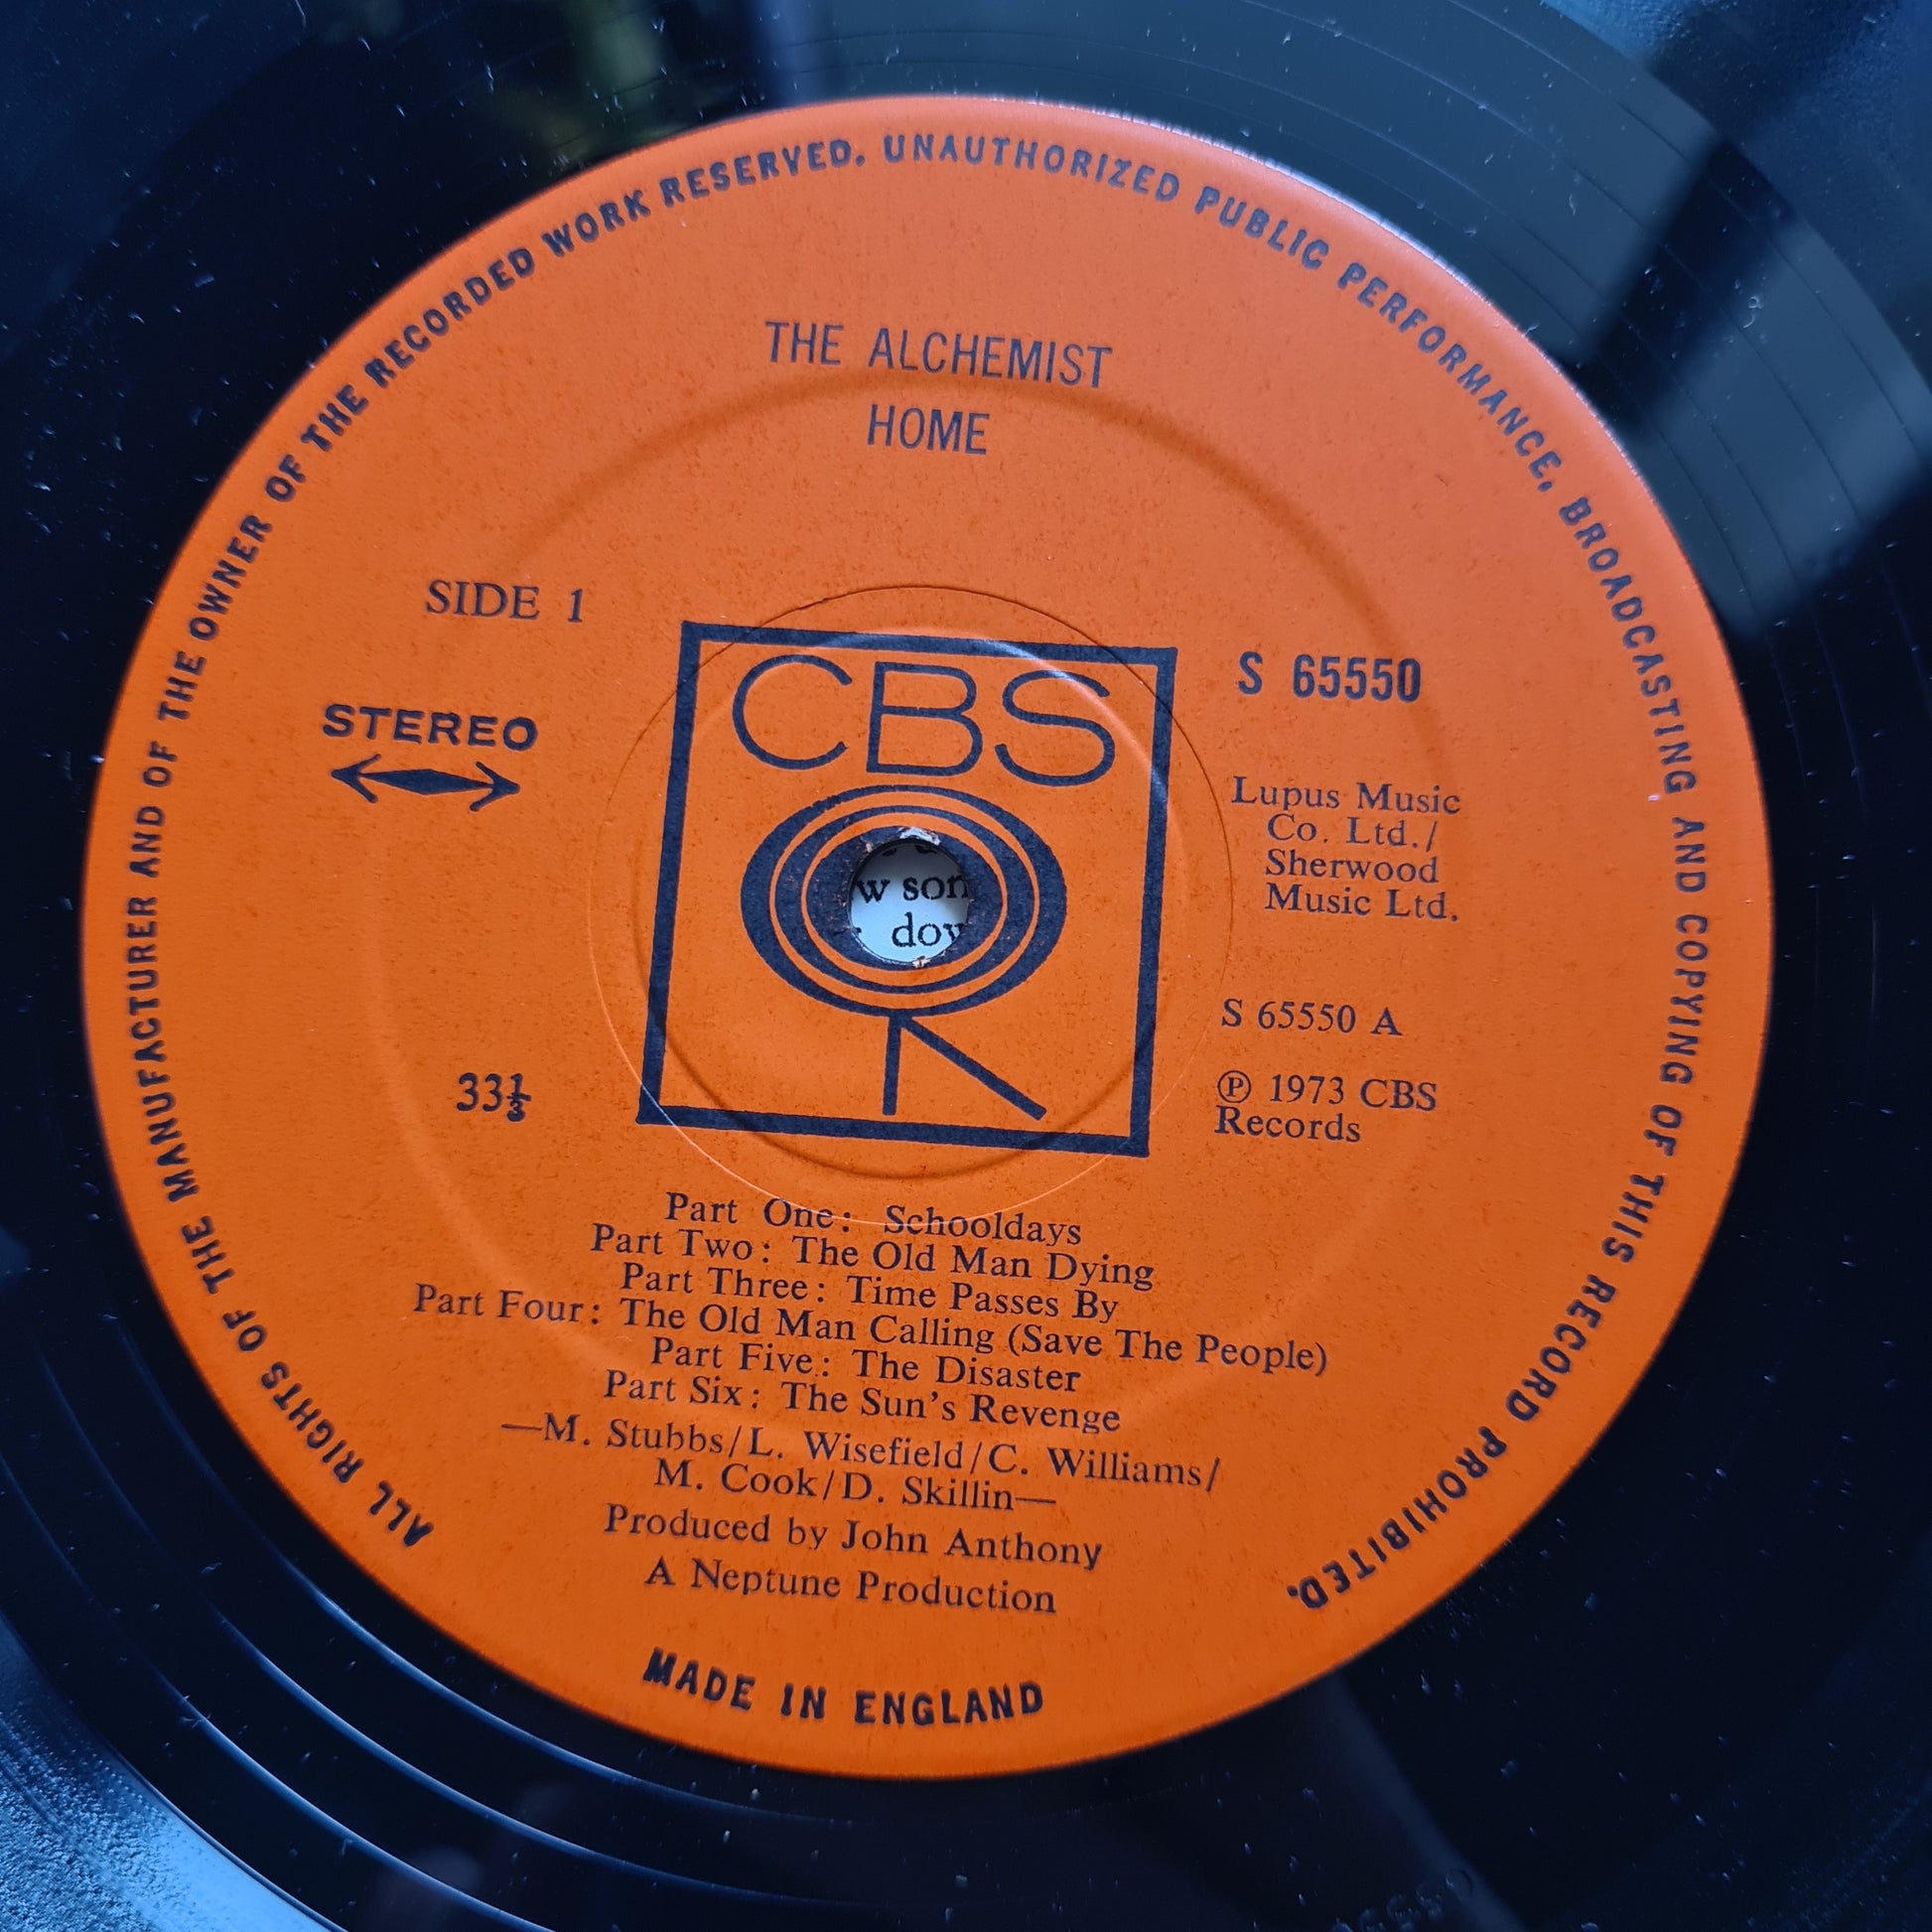 ALL RIGHTS OF THE MANUFACTURER AND OF THE OWNER OF THE RECORDED WORK RESERVED. UNAUTHORIZED PUBLIC PERFORMANCE, BROADCASTING AND COPYING OF THIS RECORD PROHIBITED.
THE ALCHEMIST
HOME
SIDE 1
STEREO
33⅓
CBS
S 65550
Lupus Music
Co. Ltd./
Sherwood
Music Ltd.
S 65550 A
℗ 1973 CBS
Records
w son
dov
Part One: Schooldays
Part Two: The Old Man Dying
Part Three: Time Passes By
Part Four: The Old Man Calling (Save The People)
Part Five: The Disaster
Part Six: The Sun's Revenge
—M. Stubbs/L. Wisefield/C. Williams/
M. Cook/D. Skillin—
Produced by John Anthony
A Neptune Production
MADE IN ENGLAND